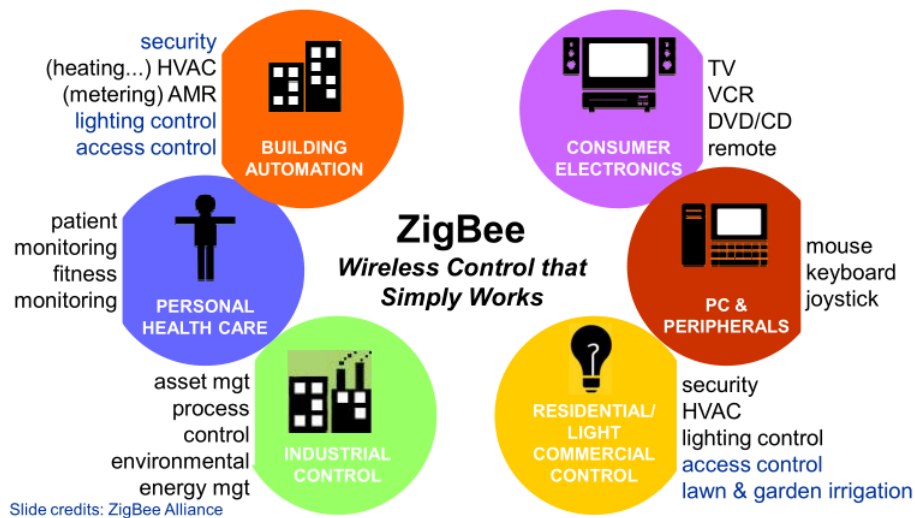 security
(heating...) HVAC
(metering) AMR
lighting control
access control
BUILDING
AUTOMATION
CONSUMER
ELECTRONICS
TV
VCR
DVD/CD
remote
patient
monitoring
fitness
monitoring
PERSONAL
HEALTH CARE
ZigBee
Wireless Control that
Simply Works
PC &
PERIPHERALS
mouse
keyboard
joystick
asset mgt
process
control
environmental
energy mgt
INDUSTRIAL
CONTROL
?
RESIDENTIAL/
LIGHT
COMMERCIAL
CONTROL
security
HVAC
lighting control
access control
lawn & garden irrigation
Slide credits: ZigBee Alliance